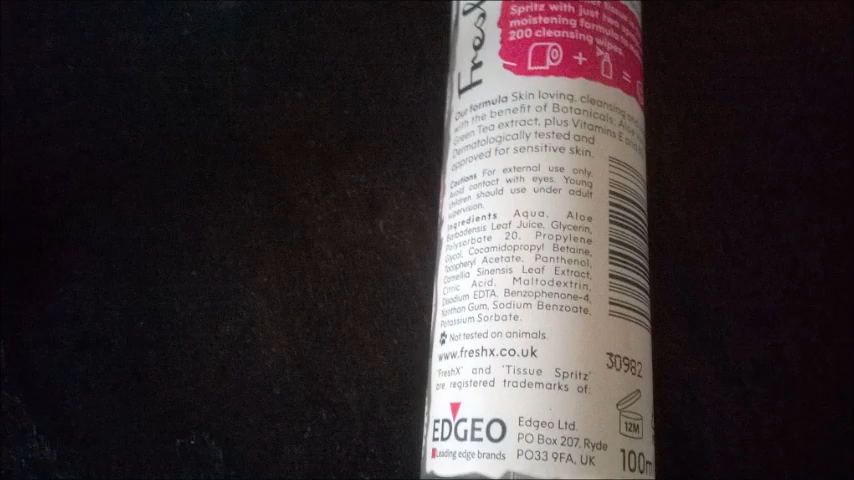 Fresh
Spritz with just two
moistening formula
200 cleansing wipes
+ =
Our formula Skin loving, cleansing and
with the benefit of Botanicals, Aloe
Green Tea extract, plus Vitamins E and
Dermatologically tested and
approved for sensitive skin.
Cautions For external use only.
Avoid contact with eyes. Young
children should use under adult
supervision.
Ingredients Aqua, Aloe
Barbadensis Leaf Juice, Glycerin,
Polysorbate 20, Propylene
Glycol, Cocamidopropyl Betaine,
Tocopheryl Acetate, Panthenol,
Camellia Sinensis Leaf Extract,
Citric Acid, Maltodextrin,
Disodium EDTA, Benzophenone-4,
Xanthan Gum, Sodium Benzoate,
Potassium Sorbate.
Not tested on animals.
www.freshx.co.uk
30982
'FreshX' and 'Tissue Spritz'
are registered trademarks of:
12M
EDGEO
Leading edge brands
Edgeo Ltd.
PO Box 207, Ryde
PO33 9FA, UK
100m